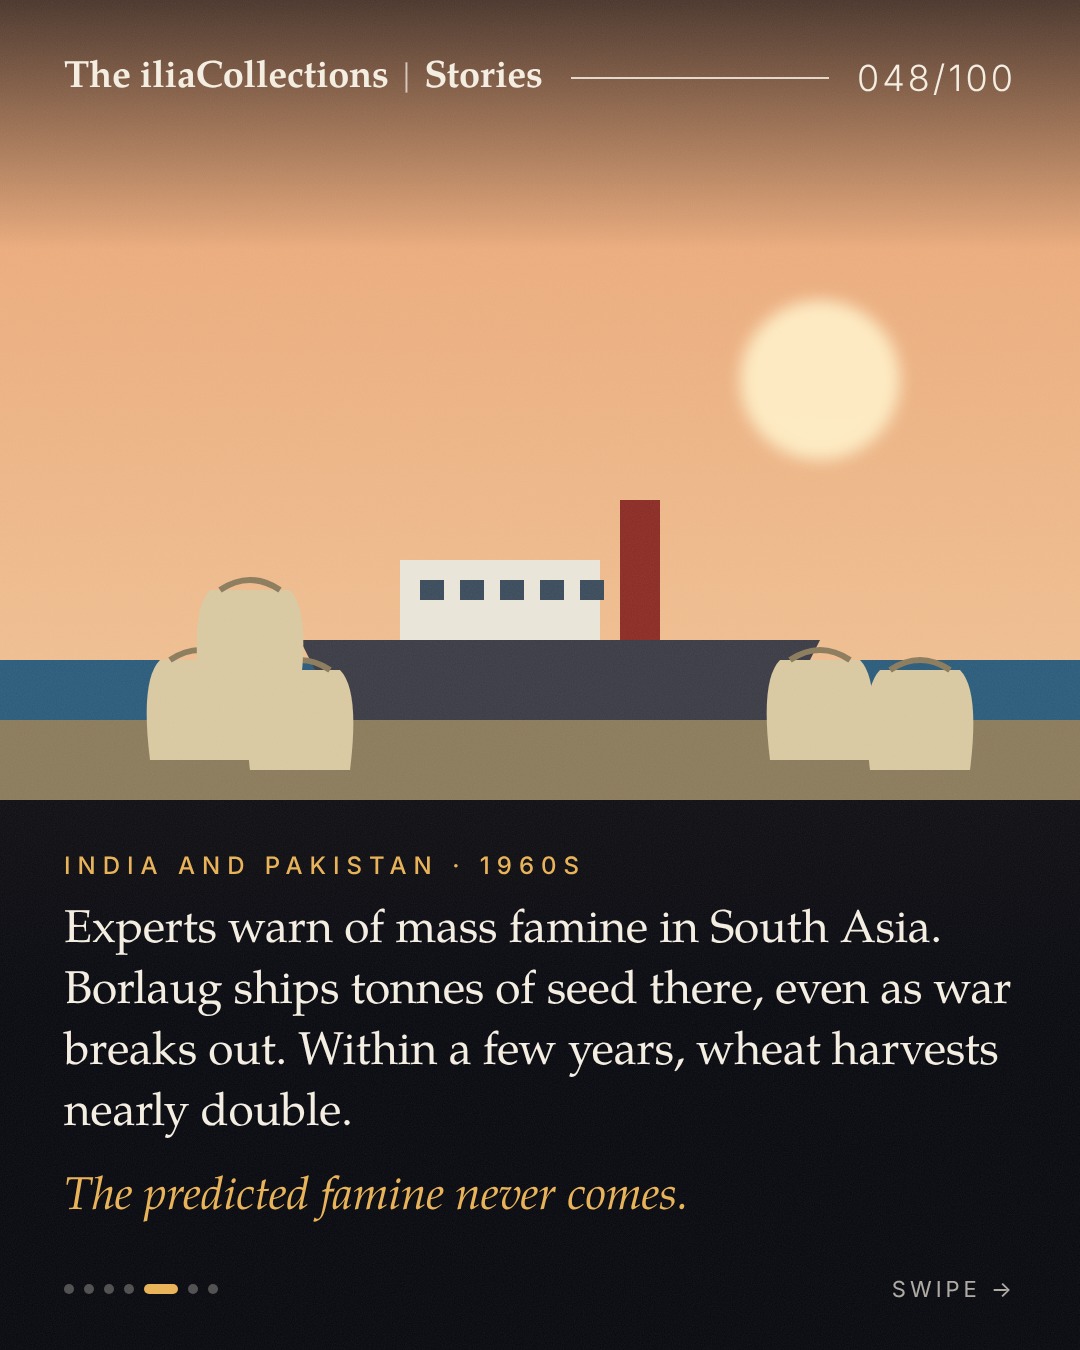 The iliaCollections | Stories 048/100
INDIA AND PAKISTAN · 1960S
Experts warn of mass famine in South Asia.
Borlaug ships tonnes of seed there, even as war
breaks out. Within a few years, wheat harvests
nearly double.
The predicted famine never comes.
SWIPE →